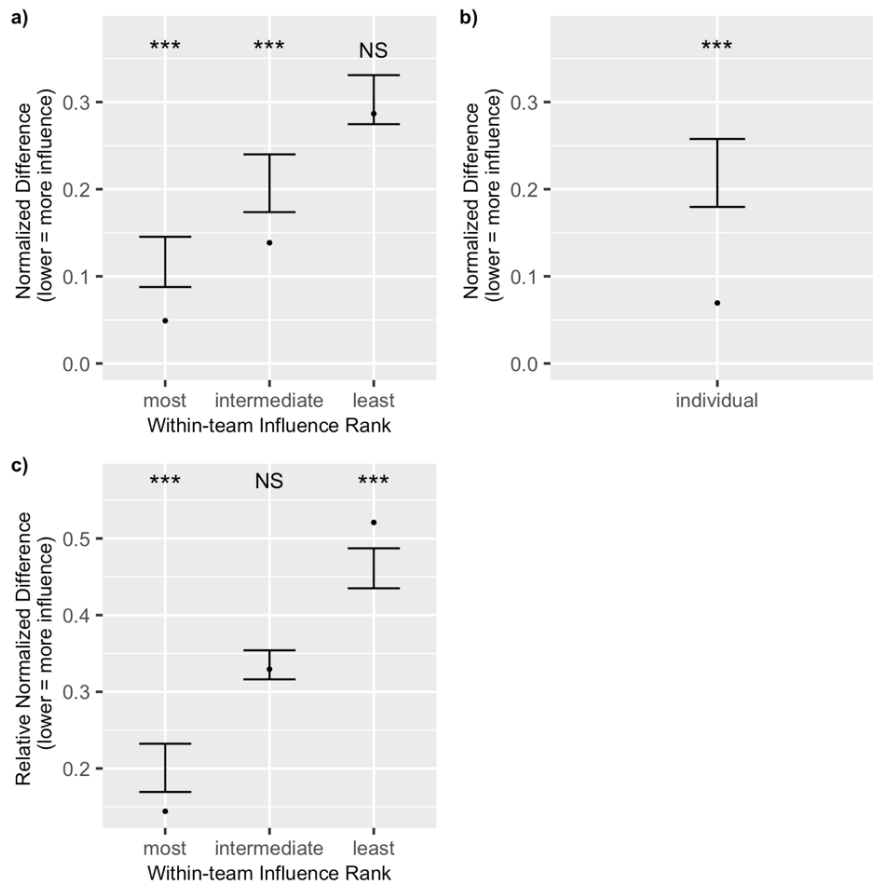 a)
*** *** NS
Normalized Difference
(lower = more influence)
0.3
0.2
0.1
0.0
most intermediate least
Within-team Influence Rank
b)
***
Normalized Difference
(lower = more influence)
0.3
0.2
0.1
0.0
individual
c)
*** NS ***
Relative Normalized Difference
(lower = more influence)
0.5
0.4
0.3
0.2
most intermediate least
Within-team Influence Rank